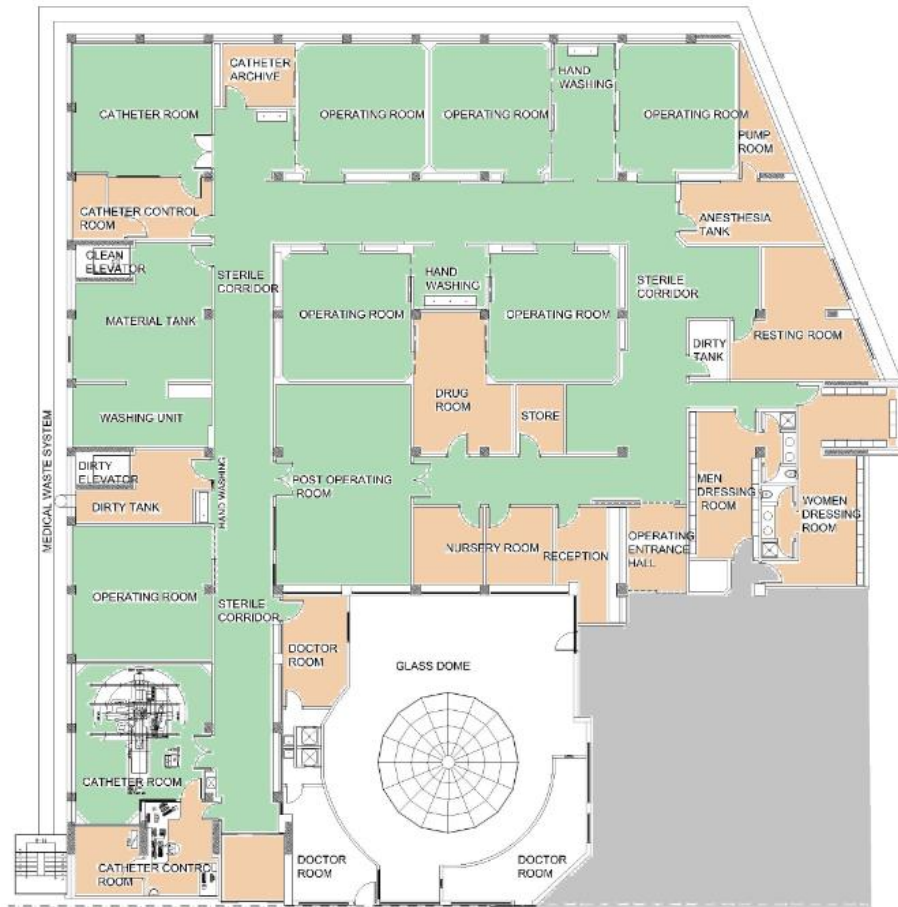 CATHETER
ARCHIVE
HAND
WASHING
CATHETER ROOM
OPERATING ROOM
OPERATING ROOM
OPERATING ROOM
PUMP
ROOM
CATHETER CONTROL
ROOM
ANESTHESIA
TANK
CLEAN
ELEVATOR
STERILE
CORRIDOR
HAND
WASHING
STERILE
CORRIDOR
MATERIAL TANK
OPERATING ROOM
OPERATING ROOM
RESTING ROOM
DIRTY
TANK
DRUG
ROOM
STORE
WASHING UNIT
MEDICAL WASTE SYSTEM
DIRTY
ELEVATOR
DIRTY TANK
HAND WASHING
POST OPERATING
ROOM
MEN
DRESSING
ROOM
WOMEN
DRESSING
ROOM
NURSERY ROOM
RECEPTION
OPERATING
ENTRANCE
HALL
OPERATING ROOM
STERILE
CORRIDOR
DOCTOR
ROOM
GLASS DOME
CATHETER ROOM
CATHETER CONTROL
ROOM
DOCTOR
ROOM
DOCTOR
ROOM